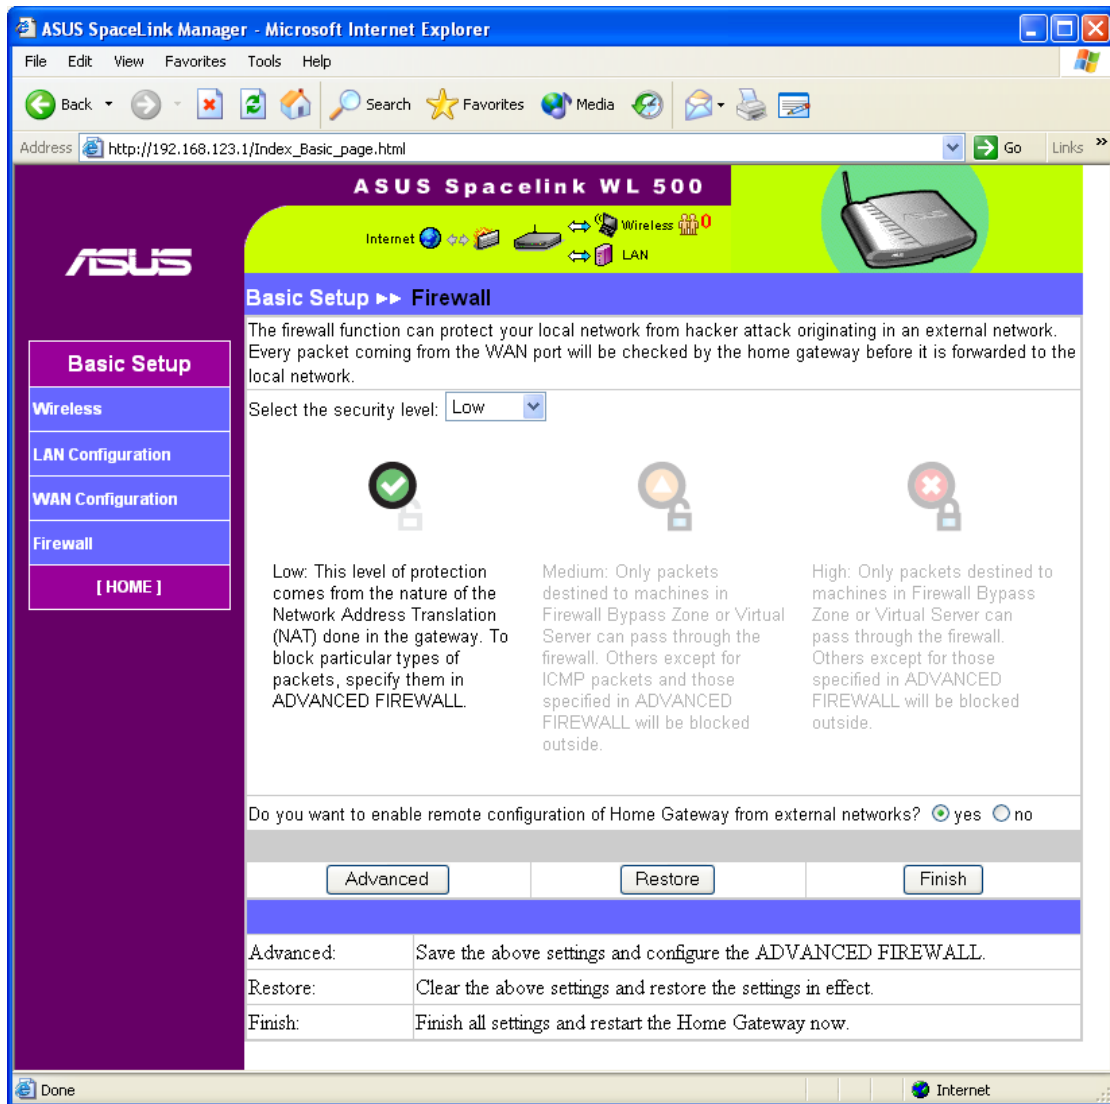 ASUS SpaceLink Manager - Microsoft Internet Explorer
File Edit View Favorites Tools Help
Back Search Favorites Media
Address http://192.168.123.1/Index_Basic_page.html Go Links »
ASUS Spacelink WL 500
Internet Wireless 0
LAN
ASUS
Basic Setup ►► Firewall
The firewall function can protect your local network from hacker attack originating in an external network.
Every packet coming from the WAN port will be checked by the home gateway before it is forwarded to the
local network.
Select the security level: Low
Basic Setup
Wireless
LAN Configuration
WAN Configuration
Firewall
[ HOME ]
Low: This level of protection
comes from the nature of the
Network Address Translation
(NAT) done in the gateway. To
block particular types of
packets, specify them in
ADVANCED FIREWALL.
Medium: Only packets
destined to machines in
Firewall Bypass Zone or Virtual
Server can pass through the
firewall. Others except for
ICMP packets and those
specified in ADVANCED
FIREWALL will be blocked
outside.
High: Only packets destined to
machines in Firewall Bypass
Zone or Virtual Server can
pass through the firewall.
Others except for those
specified in ADVANCED
FIREWALL will be blocked
outside.
Do you want to enable remote configuration of Home Gateway from external networks? yes no
Advanced Restore Finish
Advanced: Save the above settings and configure the ADVANCED FIREWALL.
Restore: Clear the above settings and restore the settings in effect.
Finish: Finish all settings and restart the Home Gateway now.
Done Internet